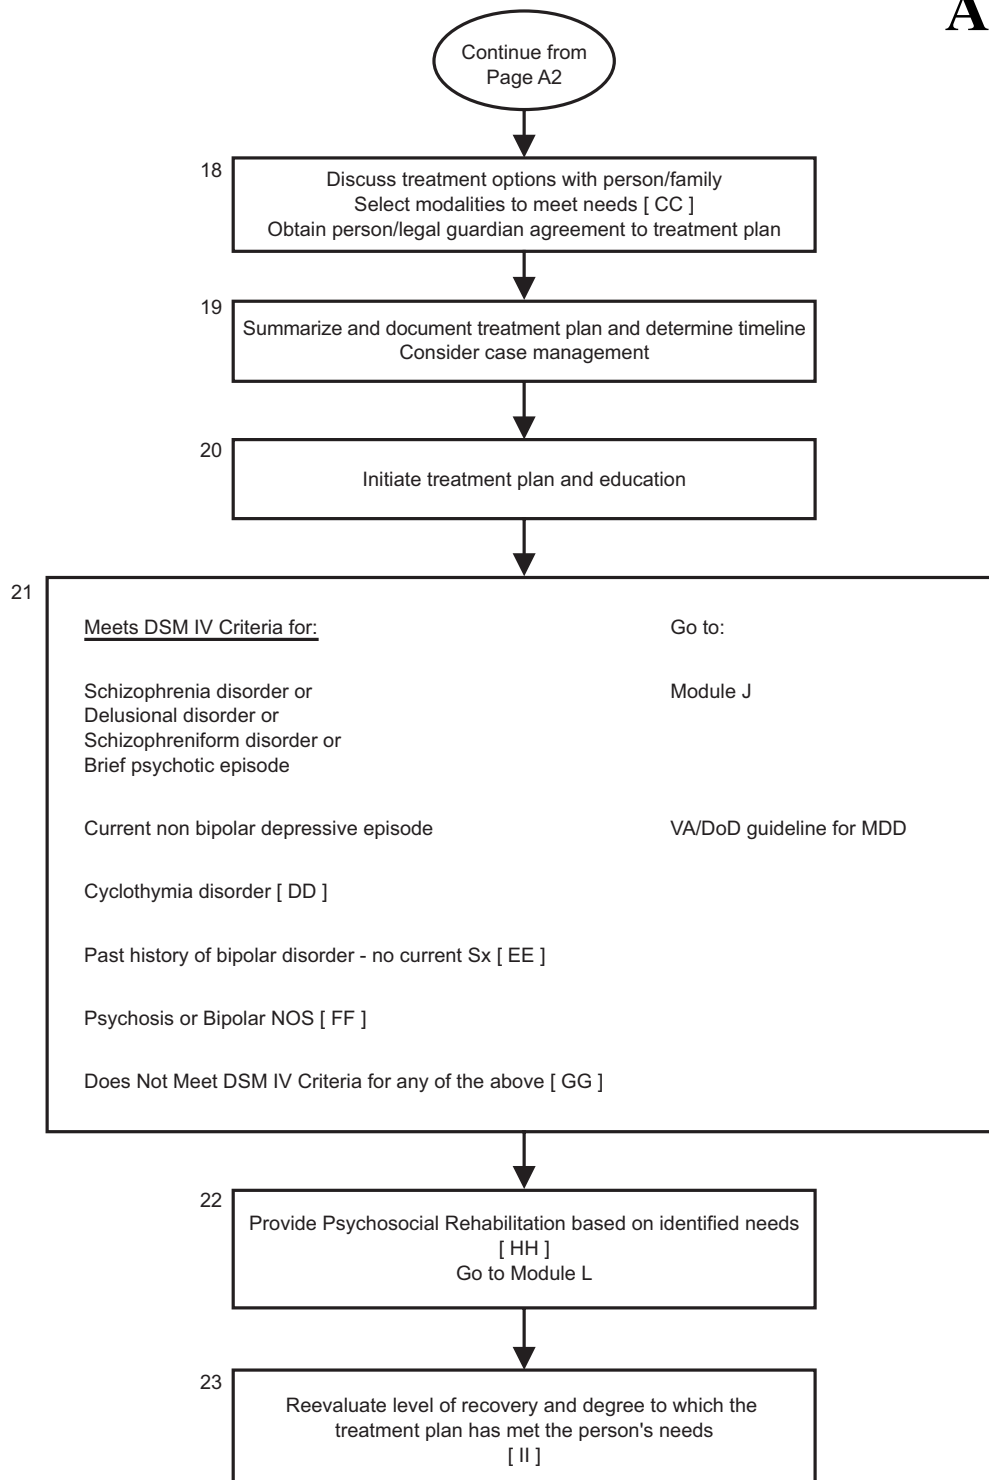 A
Continue from
Page A2
18
Discuss treatment options with person/family
Select modalities to meet needs [ CC ]
Obtain person/legal guardian agreement to treatment plan
19
Summarize and document treatment plan and determine timeline
Consider case management
20
Initiate treatment plan and education
21
Meets DSM IV Criteria for: Go to:
Schizophrenia disorder or Module J
Delusional disorder or
Schizophreniform disorder or
Brief psychotic episode
Current non bipolar depressive episode VA/DoD guideline for MDD
Cyclothymia disorder [ DD ]
Past history of bipolar disorder - no current Sx [ EE ]
Psychosis or Bipolar NOS [ FF ]
Does Not Meet DSM IV Criteria for any of the above [ GG ]
22
Provide Psychosocial Rehabilitation based on identified needs
[ HH ]
Go to Module L
23
Reevaluate level of recovery and degree to which the
treatment plan has met the person's needs
[ II ]